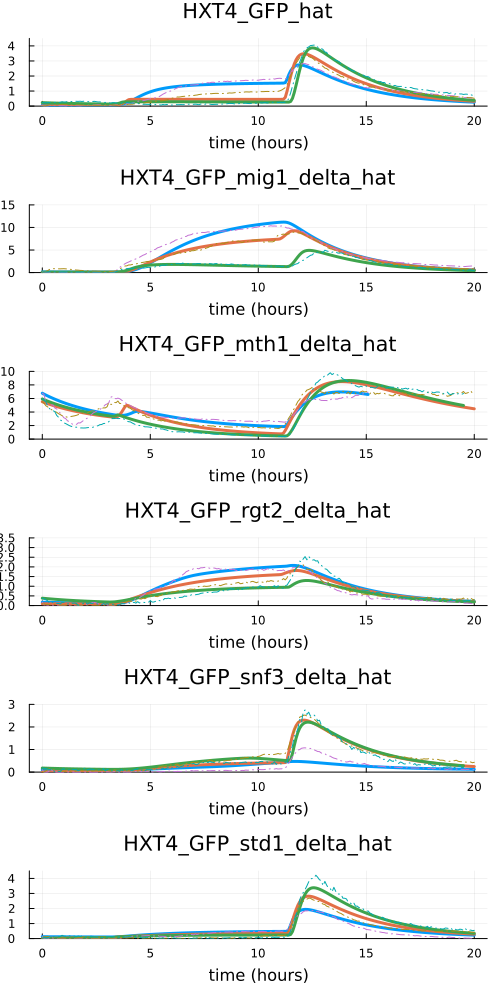 HXT4_GFP_hat
4
3
2
1
0
0 5 10 15 20
time (hours)
HXT4_GFP_mig1_delta_hat
15
10
5
0
0 5 10 15 20
time (hours)
HXT4_GFP_mth1_delta_hat
10
8
6
4
2
0
0 5 10 15 20
time (hours)
HXT4_GFP_rgt2_delta_hat
3.5
3.0
2.5
2.0
1.5
1.0
0.5
0.0
0 5 10 15 20
time (hours)
HXT4_GFP_snf3_delta_hat
3
2
1
0
0 5 10 15 20
time (hours)
HXT4_GFP_std1_delta_hat
4
3
2
1
0
0 5 10 15 20
time (hours)